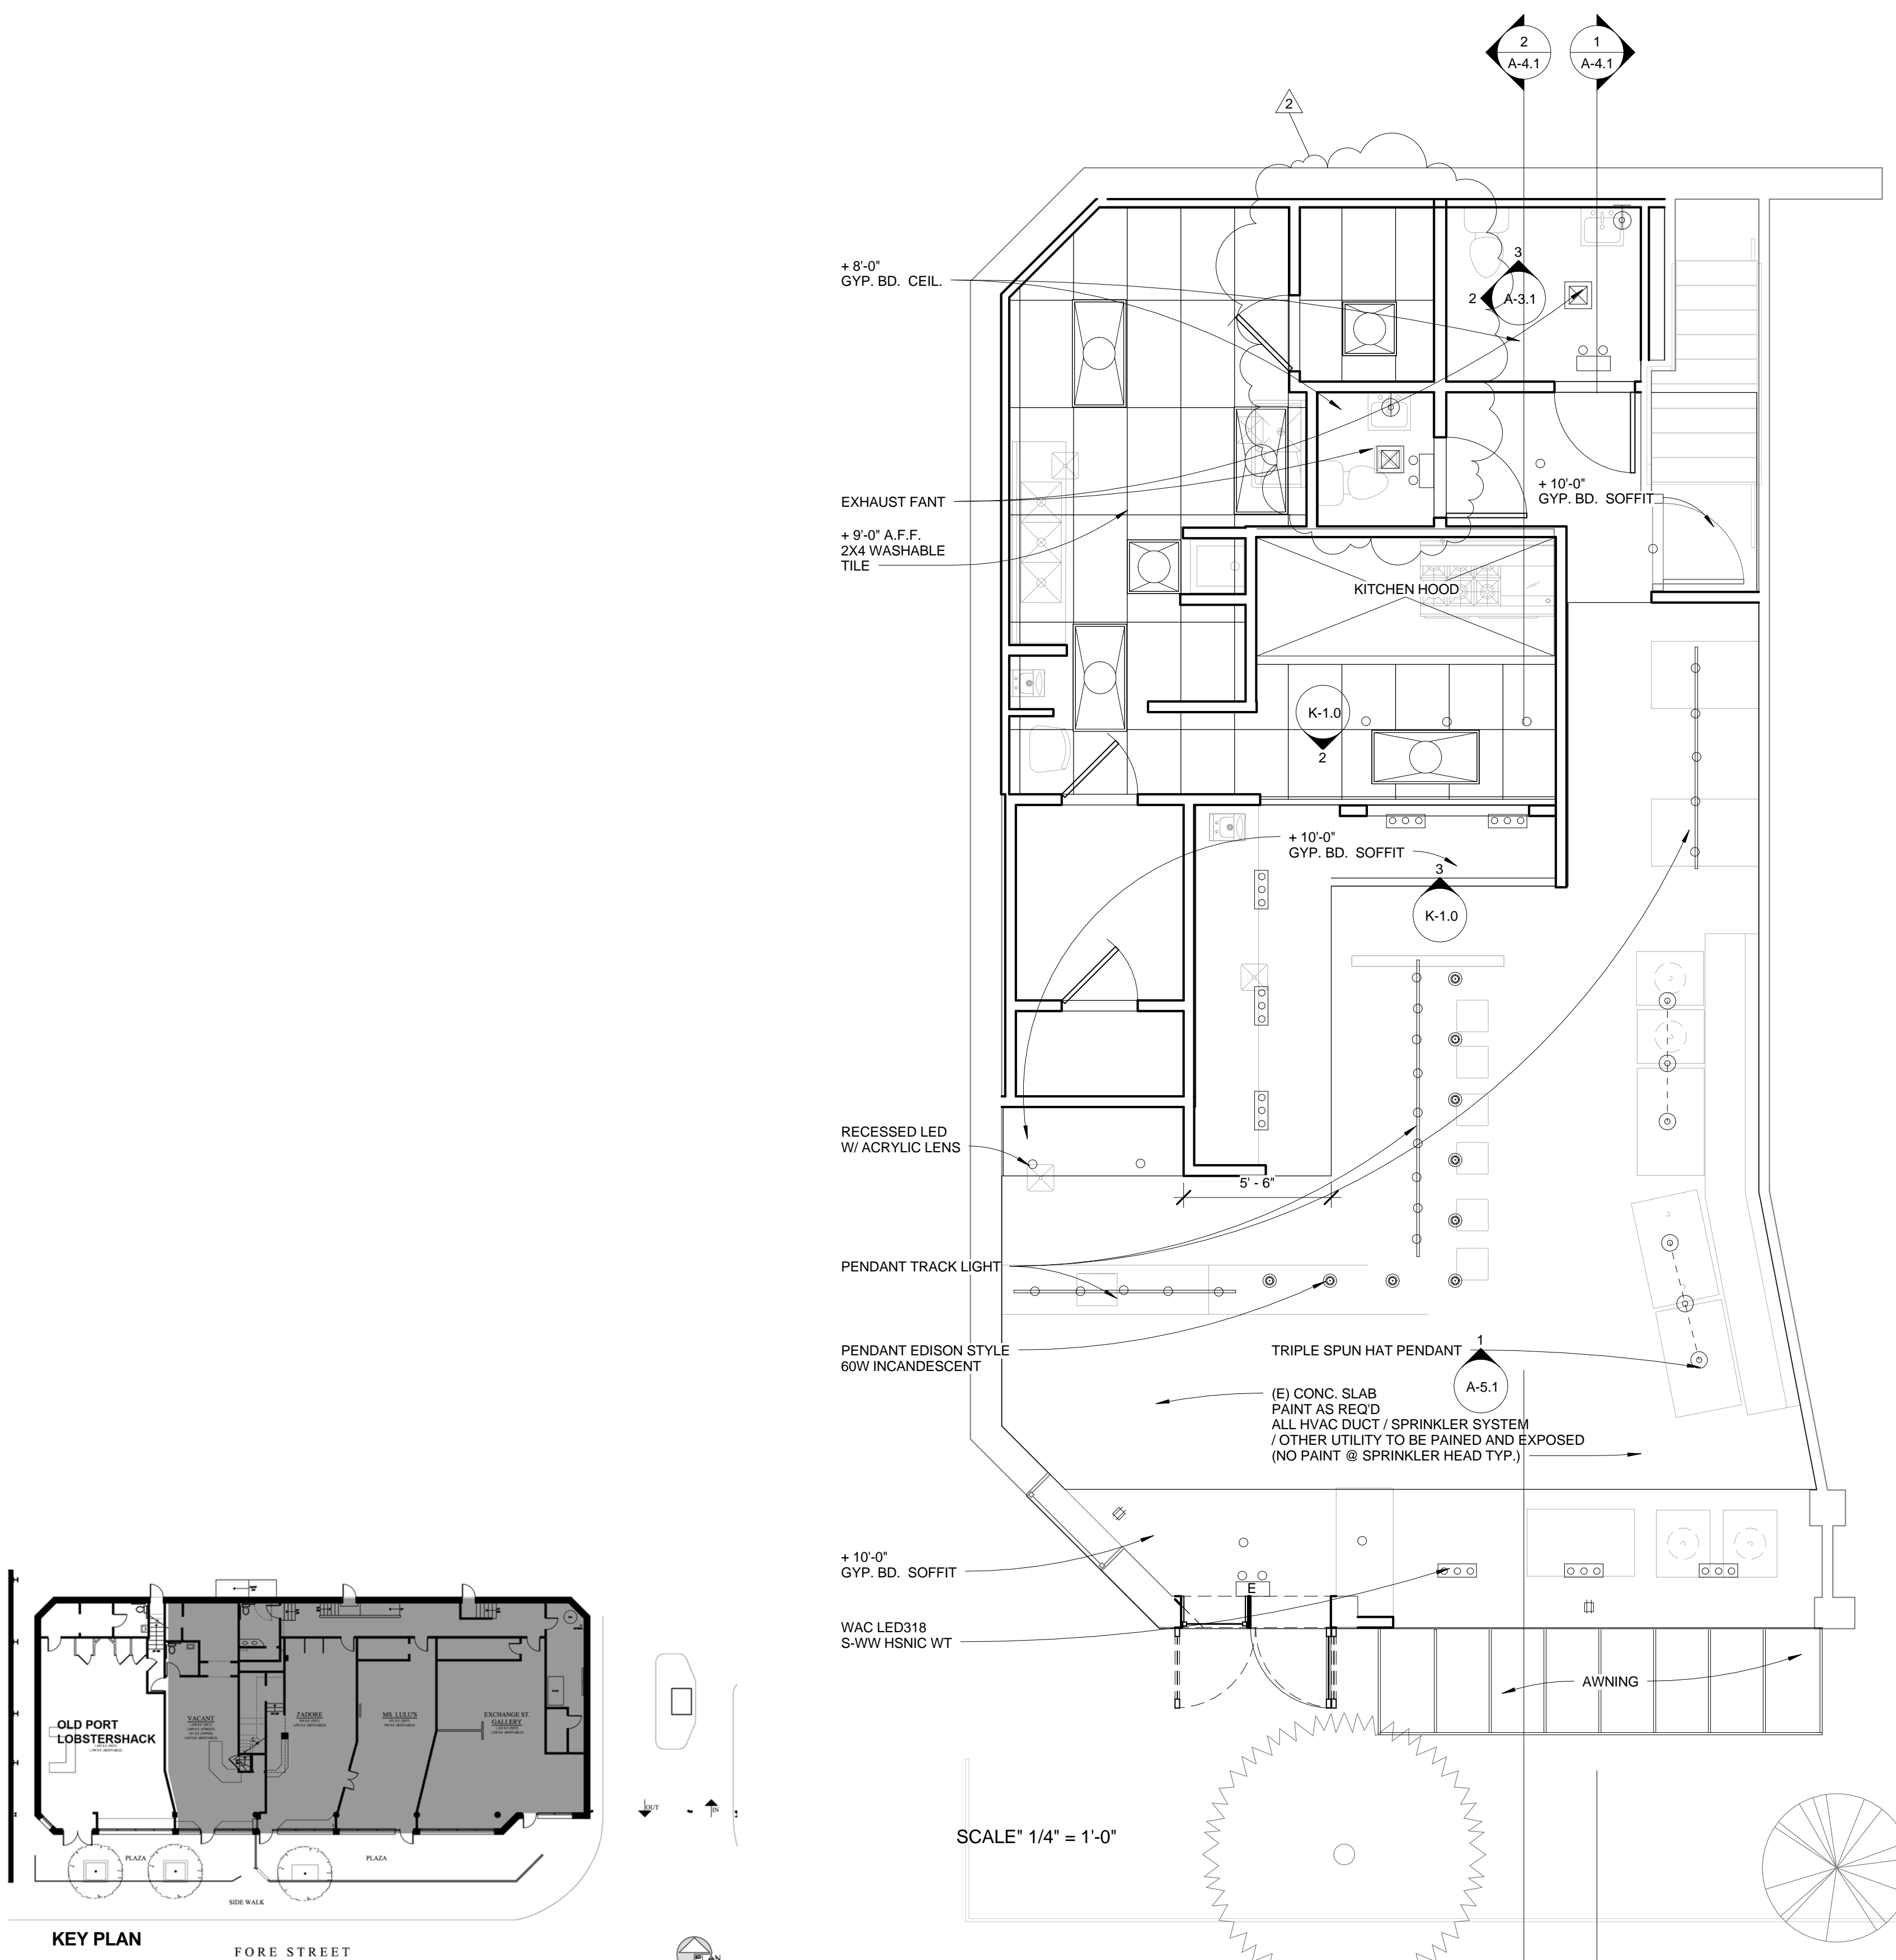 2
A-4.1
1
A-4.1
2
+ 8'-0"
GYP. BD. CEIL.
3
2
A-3.1
EXHAUST FANT
+ 10'-0"
GYP. BD. SOFFIT
+ 9'-0" A.F.F.
2X4 WASHABLE
TILE
KITCHEN HOOD
K-1.0
2
+ 10'-0"
GYP. BD. SOFFIT
3
K-1.0
RECESSED LED
W/ ACRYLIC LENS
5' - 6"
PENDANT TRACK LIGHT
PENDANT EDISON STYLE
60W INCANDESCENT
TRIPLE SPUN HAT PENDANT
1
A-5.1
(E) CONC. SLAB
PAINT AS REQ'D
ALL HVAC DUCT / SPRINKLER SYSTEM
/ OTHER UTILITY TO BE PAINED AND EXPOSED
(NO PAINT @ SPRINKLER HEAD TYP.)
+ 10'-0"
GYP. BD. SOFFIT
E
WAC LED318
S-WW HSNIC WT
AWNING
SCALE" 1/4" = 1'-0"
OLD PORT
LOBSTERSHACK
VACANT
J'ADORE
MS. LULU'S
EXCHANGE ST.
GALLERY
OUT
IN
PLAZA
PLAZA
SIDE WALK
KEY PLAN
FORE STREET
N